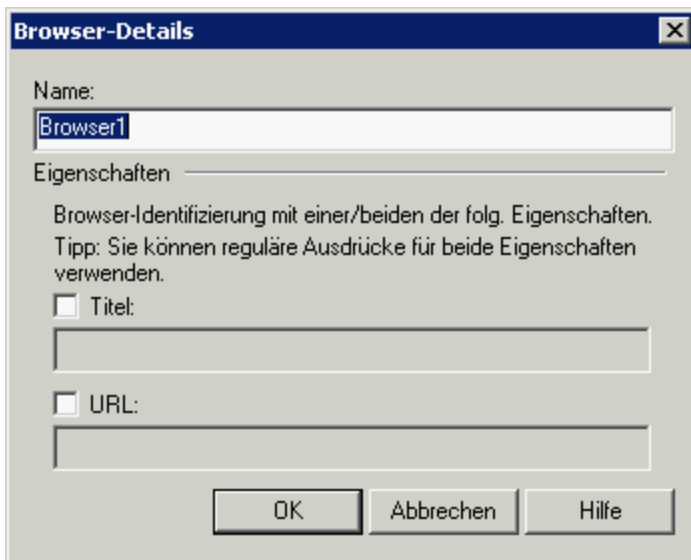 Browser-Details
Name:
Browser1
Eigenschaften
Browser-Identifizierung mit einer/beiden der folg. Eigenschaften.
Tipp: Sie können reguläre Ausdrücke für beide Eigenschaften
verwenden.
Titel:
URL:
OK Abbrechen Hilfe